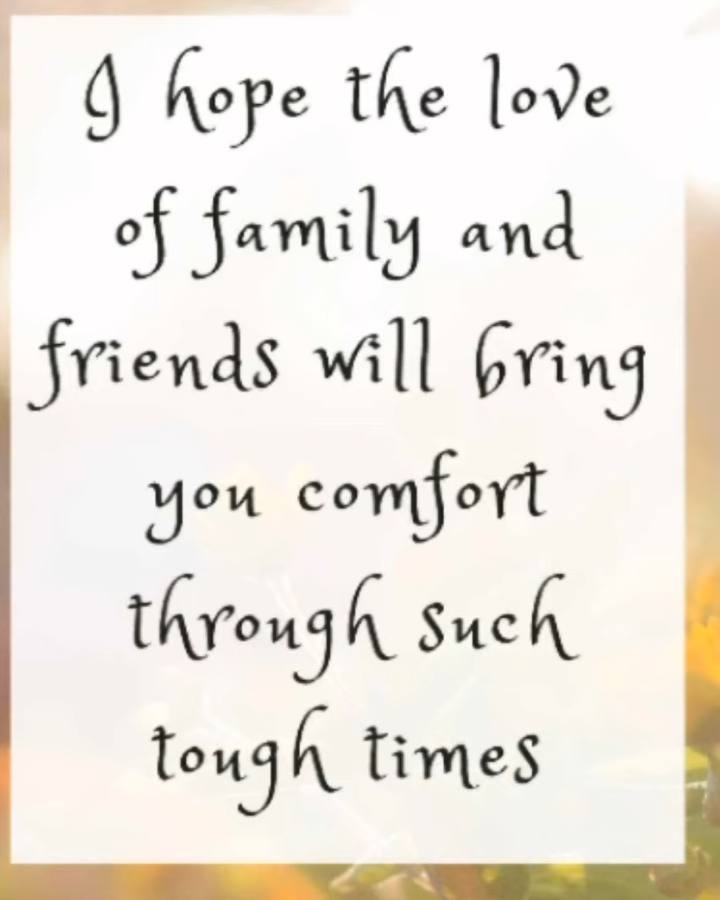 I hope the love
of family and
friends will bring
you comfort
through such
tough times